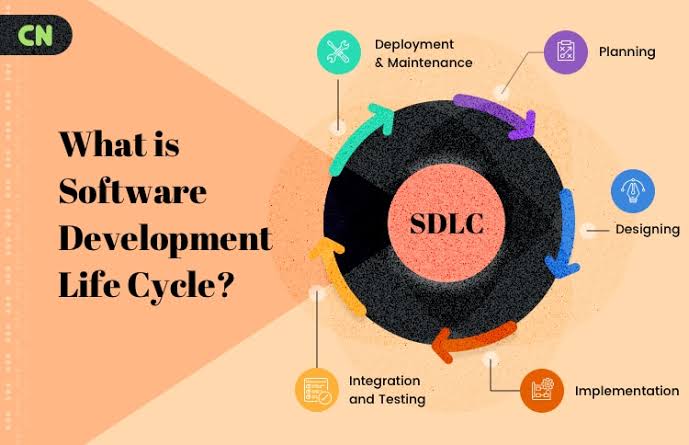 CN
What is
Software
Development
Life Cycle?
Deployment
& Maintenance
Planning
SDLC
Designing
Integration
and Testing
Implementation